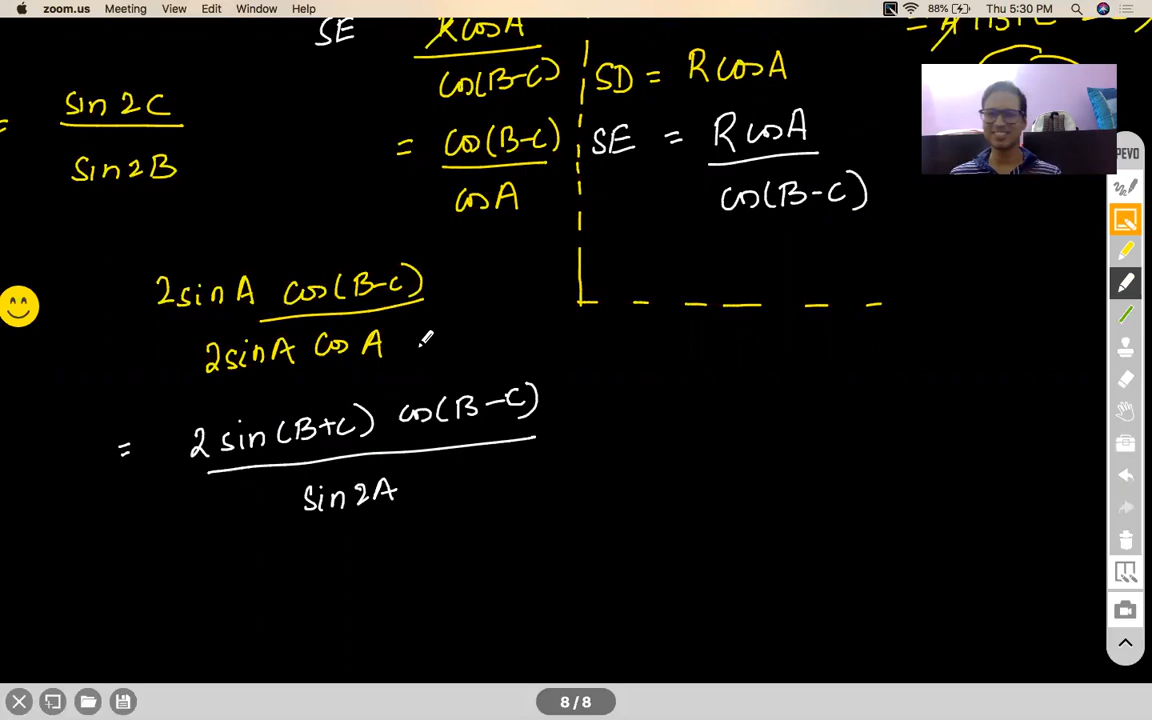 zoom.us Meeting View Edit Window Help 88% Thu 5:30 PM
SE R cos A
cos(B-C)
= cos(B-C)
cos A
= sin 2C
sin 2B
SD = R cos A
SE = R cos A
cos(B-C)
2 sin A cos(B-C)
2 sin A cos A
= 2 sin(B+C) cos(B-C)
sin 2A
PEVO
8 / 8